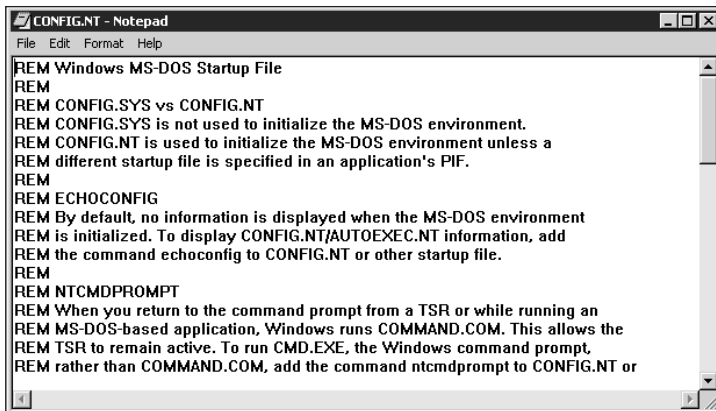 CONFIG.NT - Notepad
File Edit Format Help
REM Windows MS-DOS Startup File
REM
REM CONFIG.SYS vs CONFIG.NT
REM CONFIG.SYS is not used to initialize the MS-DOS environment.
REM CONFIG.NT is used to initialize the MS-DOS environment unless a
REM different startup file is specified in an application's PIF.
REM
REM ECHOCONFIG
REM By default, no information is displayed when the MS-DOS environment
REM is initialized. To display CONFIG.NT/AUTOEXEC.NT information, add
REM the command echoconfig to CONFIG.NT or other startup file.
REM
REM NTCMDPROMPT
REM When you return to the command prompt from a TSR or while running an
REM MS-DOS-based application, Windows runs COMMAND.COM. This allows the
REM TSR to remain active. To run CMD.EXE, the Windows command prompt,
REM rather than COMMAND.COM, add the command ntcmdprompt to CONFIG.NT or